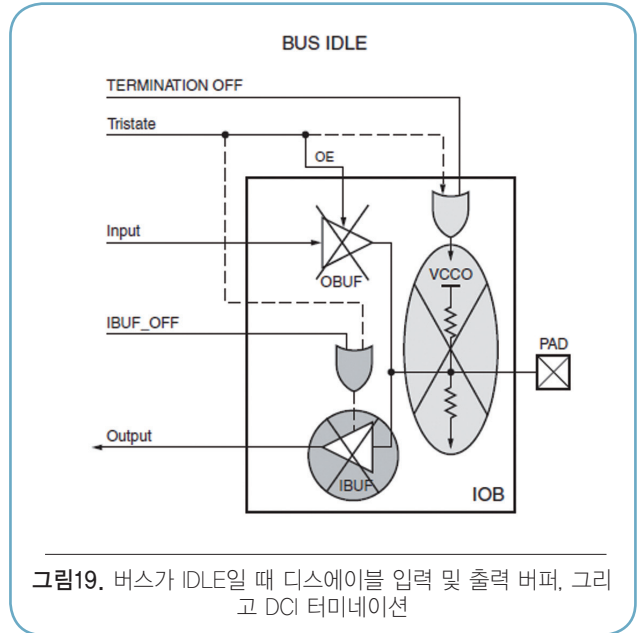 BUS IDLE
TERMINATION OFF
Tristate
OE
Input
OBUF
VCCO
IBUF_OFF
PAD
Output
IBUF
IOB
그림19. 버스가 IDLE일 때 디스에이블 입력 및 출력 버퍼, 그리
고 DCI 터미네이션